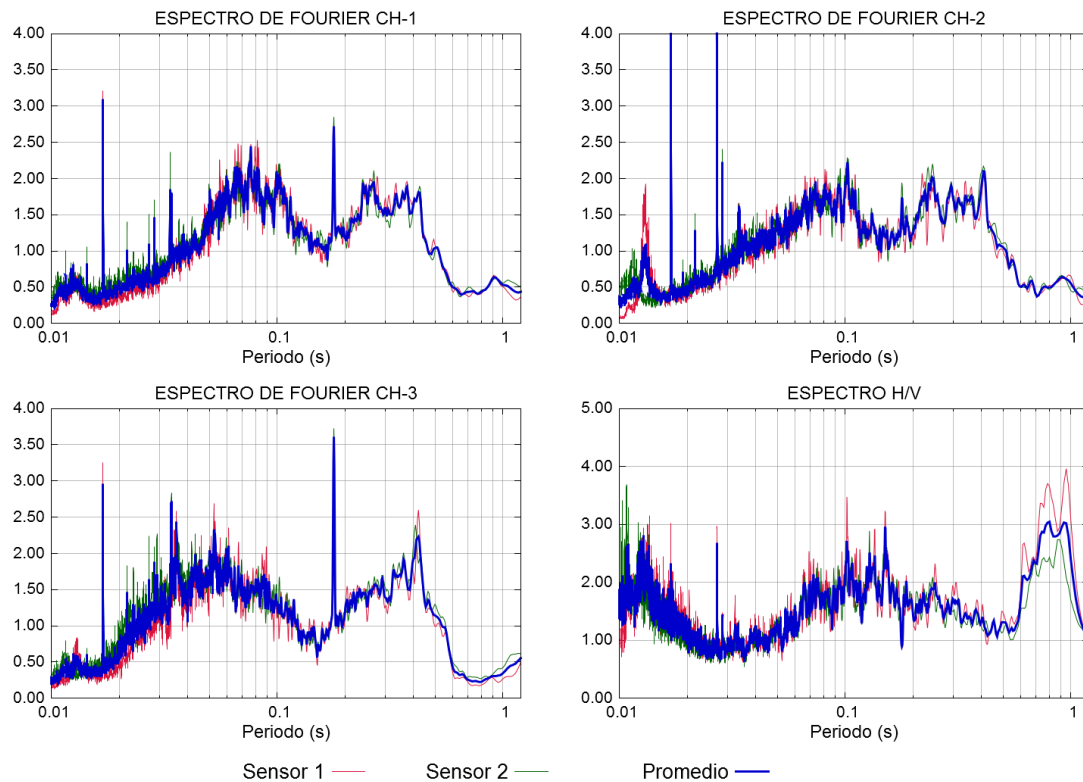 ESPECTRO DE FOURIER CH-1
4.00
3.50
3.00
2.50
2.00
1.50
1.00
0.50
0.00
0.01 0.1 1
Periodo (s)
ESPECTRO DE FOURIER CH-2
4.00
3.50
3.00
2.50
2.00
1.50
1.00
0.50
0.00
0.01 0.1 1
Periodo (s)
ESPECTRO DE FOURIER CH-3
4.00
3.50
3.00
2.50
2.00
1.50
1.00
0.50
0.00
0.01 0.1 1
Periodo (s)
ESPECTRO H/V
5.00
4.00
3.00
2.00
1.00
0.00
0.01 0.1 1
Periodo (s)
Sensor 1 Sensor 2 Promedio